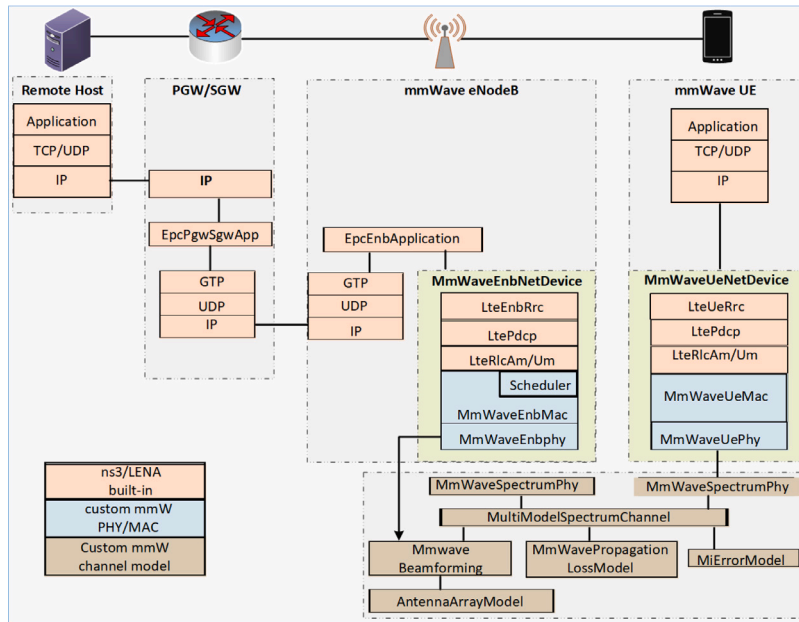 Remote Host
Application
TCP/UDP
IP
PGW/SGW
IP
EpcPgwSgwApp
GTP
UDP
IP
mmWave eNodeB
EpcEnbApplication
GTP
UDP
IP
MmWaveEnbNetDevice
LteEnbRrc
LtePdcp
LteRlcAm/Um
Scheduler
MmWaveEnbMac
MmWaveEnbphy
mmWave UE
Application
TCP/UDP
IP
MmWaveUeNetDevice
LteUeRrc
LtePdcp
LteRlcAm/Um
MmWaveUeMac
MmWaveUePhy
ns3/LENA
built-in
custom mmW
PHY/MAC
Custom mmW
channel model
MmWaveSpectrumPhy
MmWaveSpectrumPhy
MultiModelSpectrumChannel
Mmwave
Beamforming
MmWavePropagation
LossModel
MiErrorModel
AntennaArrayModel